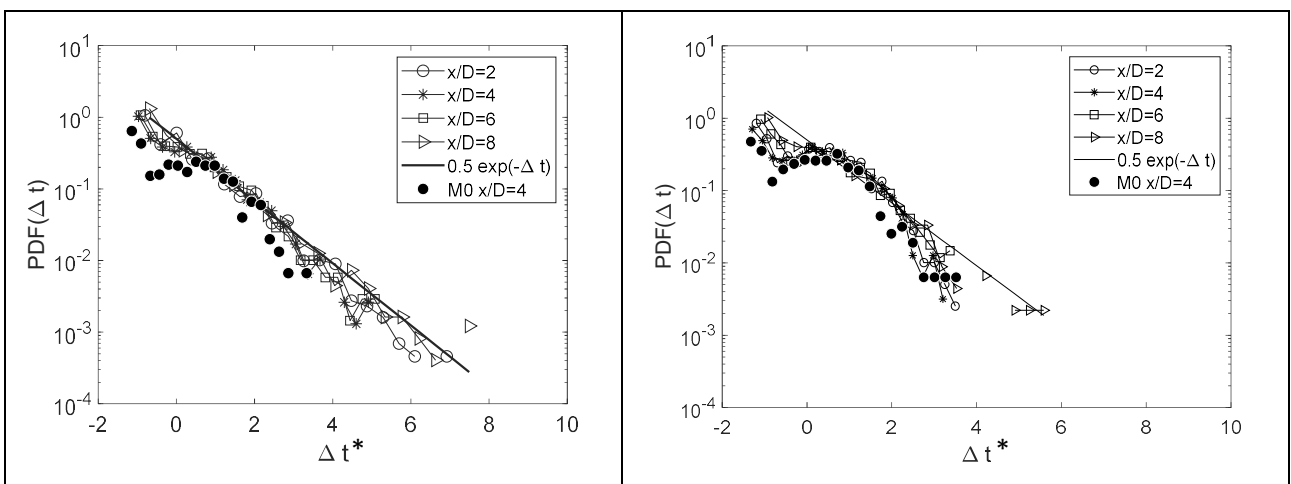 10^1
10^0
10^-1
10^-2
10^-3
10^-4
PDF(Δ t)
-2 0 2 4 6 8 10
Δ t*
x/D=2
x/D=4
x/D=6
x/D=8
0.5 exp(-Δ t)
M0 x/D=4
10^1
10^0
10^-1
10^-2
10^-3
10^-4
PDF(Δ t)
-2 0 2 4 6 8 10
Δ t*
x/D=2
x/D=4
x/D=6
x/D=8
0.5 exp(-Δ t)
M0 x/D=4